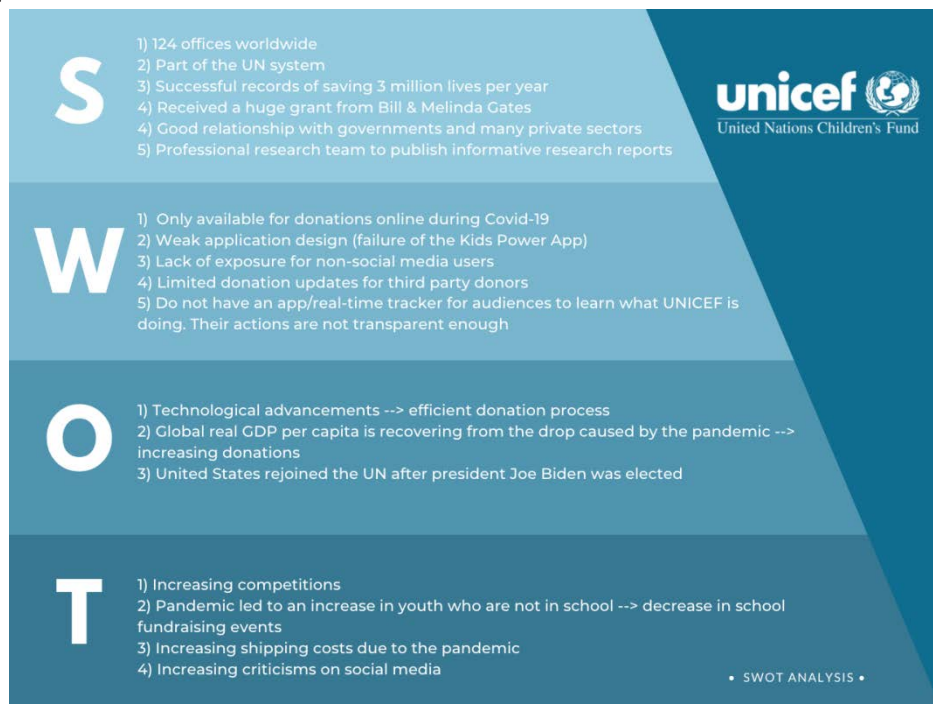 S
1) 124 offices worldwide
2) Part of the UN system
3) Successful records of saving 3 million lives per year
4) Received a huge grant from Bill & Melinda Gates
4) Good relationship with governments and many private sectors
5) Professional research team to publish informative research reports
unicef
United Nations Children's Fund
W
1) Only available for donations online during Covid-19
2) Weak application design (failure of the Kids Power App)
3) Lack of exposure for non-social media users
4) Limited donation updates for third party donors
5) Do not have an app/real-time tracker for audiences to learn what UNICEF is
doing. Their actions are not transparent enough
O
1) Technological advancements --> efficient donation process
2) Global real GDP per capita is recovering from the drop caused by the pandemic -->
increasing donations
3) United States rejoined the UN after president Joe Biden was elected
T
1) Increasing competitions
2) Pandemic led to an increase in youth who are not in school --> decrease in school
fundraising events
3) Increasing shipping costs due to the pandemic
4) Increasing criticisms on social media
• SWOT ANALYSIS •